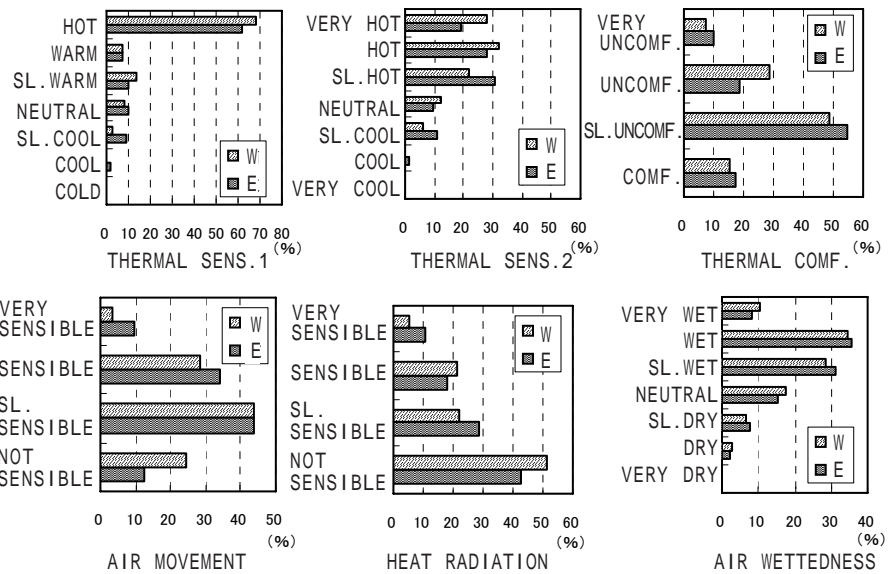 HOT
WARM
SL.WARM
NEUTRAL
SL.COOL
COOL
COLD
W
E
0 10 20 30 40 50 60 70 80
(%)
THERMAL SENS.1
VERY HOT
HOT
SL.HOT
NEUTRAL
SL.COOL
COOL
VERY COOL
W
E
0 10 20 30 40 50 60
(%)
THERMAL SENS.2
VERY
UNCOMF.
UNCOMF.
SL.UNCOMF.
COMF.
W
E
0 10 20 30 40 50 60
(%)
THERMAL COMF.
VERY
SENSIBLE
SENSIBLE
SL.
SENSIBLE
NOT
SENSIBLE
W
E
0 10 20 30 40 50
(%)
AIR MOVEMENT
VERY
SENSIBLE
SENSIBLE
SL.
SENSIBLE
NOT
SENSIBLE
W
E
0 10 20 30 40 50 60
(%)
HEAT RADIATION
VERY WET
WET
SL.WET
NEUTRAL
SL.DRY
DRY
VERY DRY
W
E
0 10 20 30 40
(%)
AIR WETTEDNESS